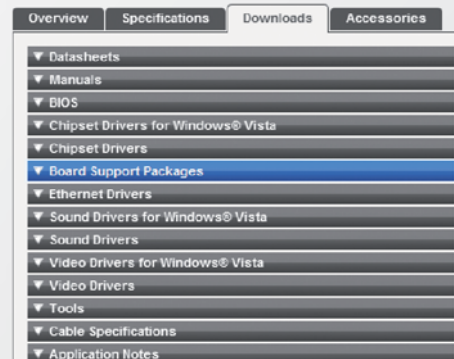 Overview Specifications Downloads Accessories
Datasheets
Manuals
BIOS
Chipset Drivers for Windows® Vista
Chipset Drivers
Board Support Packages
Ethernet Drivers
Sound Drivers for Windows® Vista
Sound Drivers
Video Drivers for Windows® Vista
Video Drivers
Tools
Cable Specifications
Application Notes